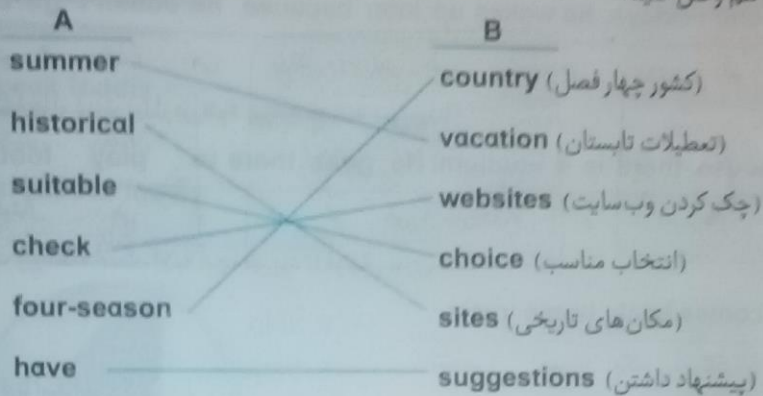 A
B
summer
country (کشور چهار فصل)
historical
vacation (تعطیلات تابستان)
suitable
websites (چک کردن وب سایت)
check
choice (انتخاب مناسب)
four-season
sites (مکان های تاریخی)
have
suggestions (پیشنهاد داشتن)